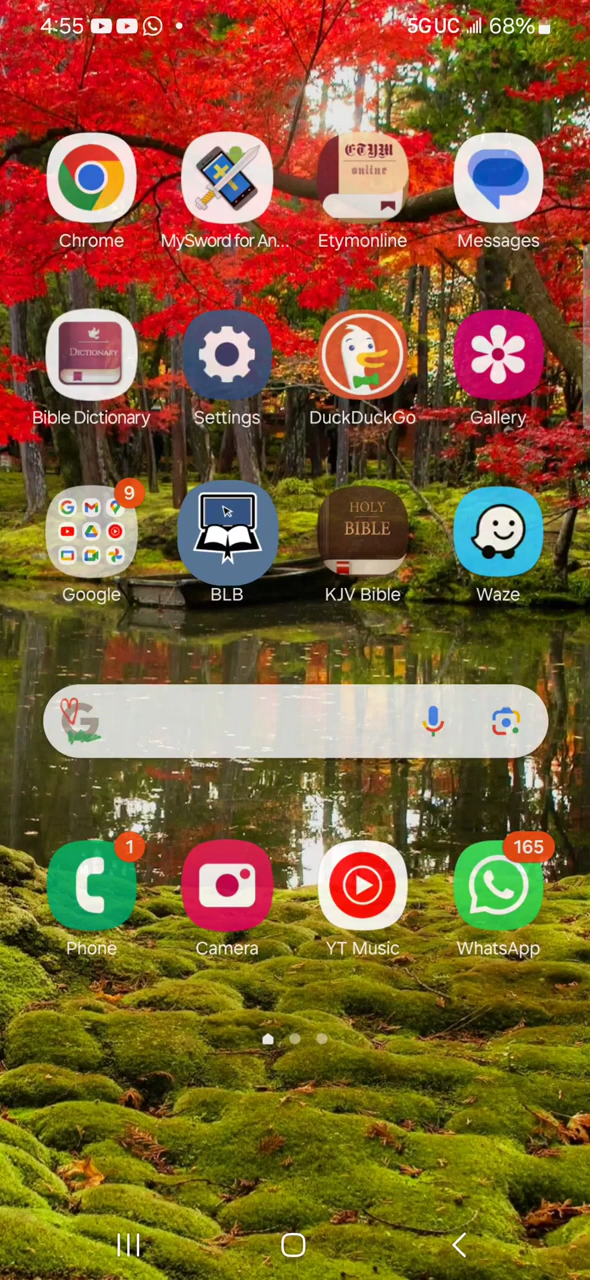 4:55
5G UC 68%
ETYM
online
Chrome
MySword for An...
Etymonline
Messages
DICTIONARY
Bible Dictionary
Settings
DuckDuckGo
Gallery
9
HOLY
BIBLE
Google
BLB
KJV Bible
Waze
1
165
Phone
Camera
YT Music
WhatsApp